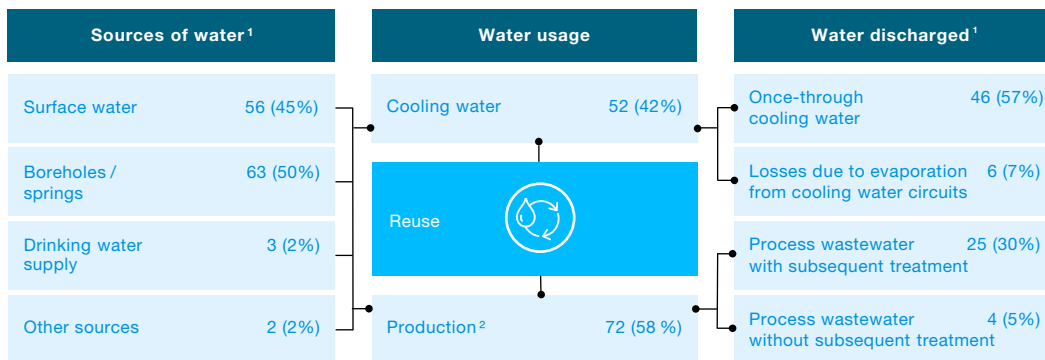 Sources of water ¹
Surface water 56 (45%)
Boreholes / 63 (50%)
springs
Drinking water 3 (2%)
supply
Other sources 2 (2%)
Water usage
Cooling water 52 (42%)
Reuse
Production ² 72 (58 %)
Water discharged ¹
Once-through 46 (57%)
cooling water
Losses due to evaporation 6 (7%)
from cooling water circuits
Process wastewater 25 (30%)
with subsequent treatment
Process wastewater 4 (5%)
without subsequent treatment